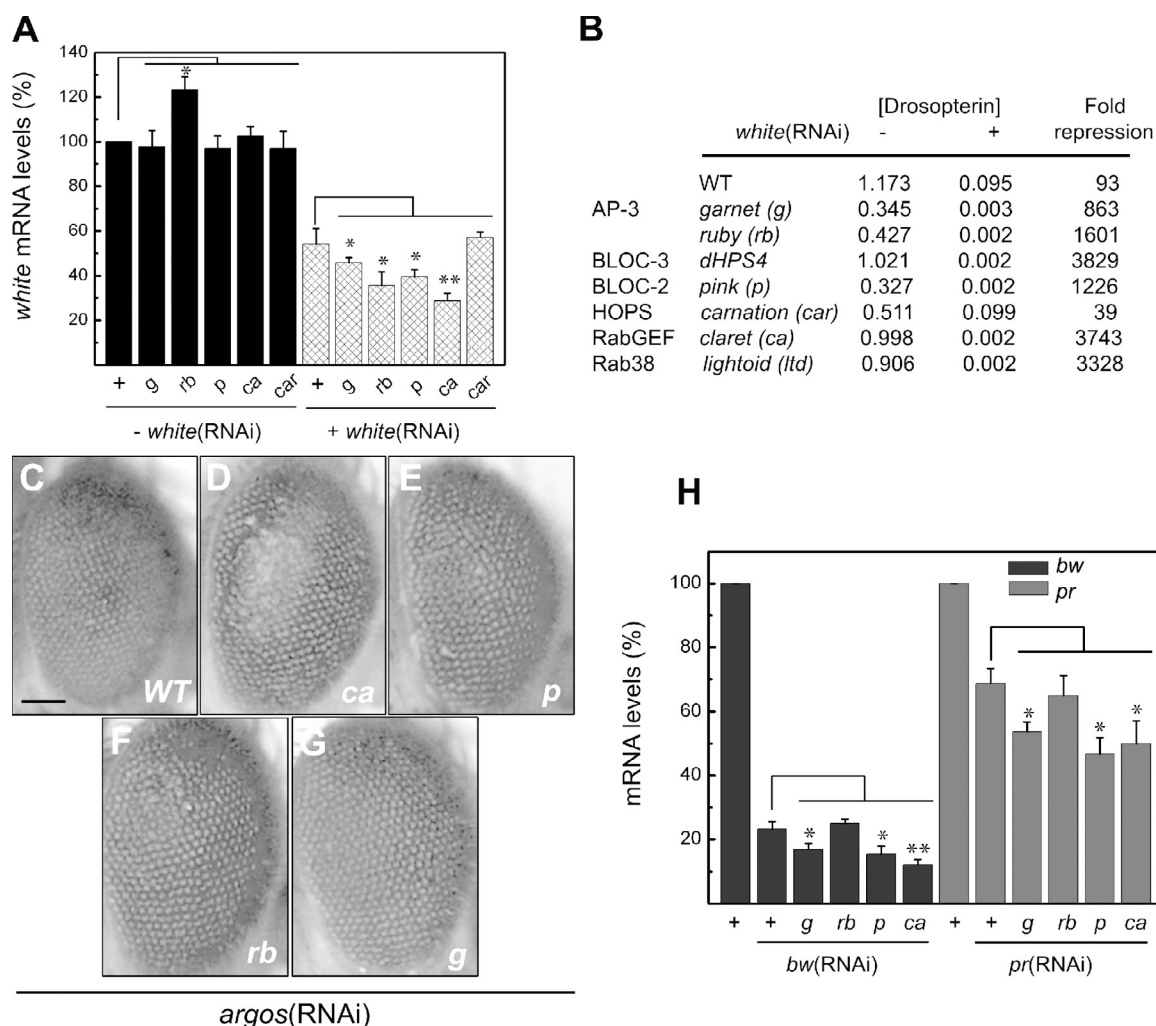 A
white mRNA levels (%)
140
120
100
80
60
40
20
*
*
*
*
**
+ g rb p ca car + g rb p ca car
- white(RNAi) + white(RNAi)
B
[Drosopterin] Fold
white(RNAi) - + repression
WT 1.173 0.095 93
AP-3 garnet (g) 0.345 0.003 863
ruby (rb) 0.427 0.002 1601
BLOC-3 dHPS4 1.021 0.002 3829
BLOC-2 pink (p) 0.327 0.002 1226
HOPS carnation (car) 0.511 0.099 39
RabGEF claret (ca) 0.998 0.002 3743
Rab38 lightoid (ltd) 0.906 0.002 3328
C
WT
D
ca
E
p
F
rb
G
g
argos(RNAi)
H
mRNA levels (%)
100
80
60
40
20
bw
pr
*
*
**
*
*
*
+ + g rb p ca + + g rb p ca
bw(RNAi) pr(RNAi)